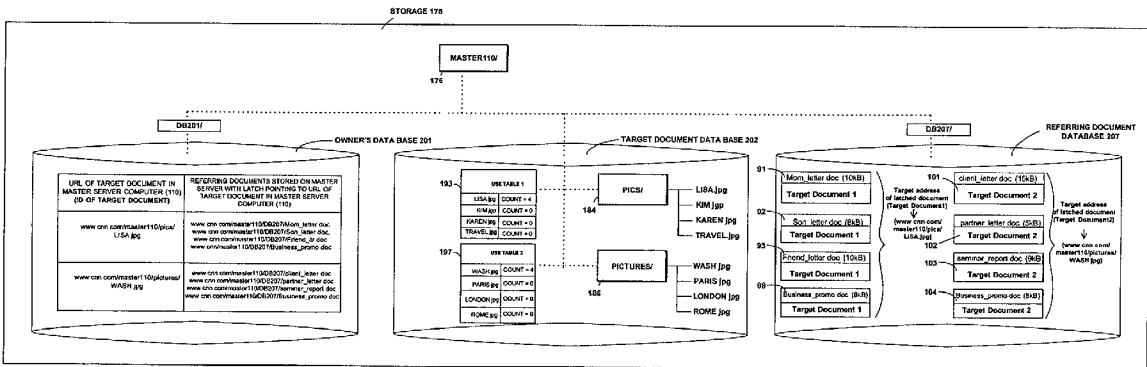 STORAGE 175
MASTER110/
176
DB201/
OWNER'S DATA BASE 201
URL OF TARGET DOCUMENT IN
MASTER SERVER COMPUTER (110)
(ID OF TARGET DOCUMENT)
REFERRING DOCUMENTS STORED ON MASTER
SERVER WITH LATCH POINTING TO URL OF
TARGET DOCUMENT IN MASTER SERVER
COMPUTER (110)
www cnn com/master110/pics/
LISA.jpg
www cnn com/master110/DB207/Mom_letter doc
www cnn com/master110/DB207/Son_letter doc
www cnn com/master110/DB207/Business_promo doc
www cnn com/master110/pictures/
WASH jpg
www cnn com/master110/DB207/client_letter doc
www cnn com/master110/DB207/partner_letter doc
www cnn com/master110/DB207/seminar_report doc
www cnn com/master110/DB207/Business_promo doc
TARGET DOCUMENT DATA BASE 202
193
USE TABLE 1
LISA jpg COUNT = 4
KIM jpg COUNT = 0
KAREN jpg COUNT = 0
TRAVEL jpg COUNT = 0
PICS/
184
LISA.jpg
KIM jpg
KAREN jpg
TRAVEL.jpg
197
USE TABLE 2
WASH jpg COUNT = 4
PARIS jpg COUNT = 0
LONDON jpg COUNT = 0
ROME jpg COUNT = 0
PICTURES/
186
WASH jpg
PARIS jpg
LONDON jpg
ROME jpg
DB207/
REFERRING DOCUMENT
DATABASE 207
91
Mom_letter doc (10kB)
Target Document 1
92
Son_letter doc (8kB)
Target Document 1
93
Friend_letter doc (10kB)
Target Document 1
Business_promo doc (8kB)
Target Document 1
Target address
of latched document
(Target Document1)
(www cnn com/
master110/pics/
LISA jpg)
101
client_letter doc (15kB)
Target Document 2
partner_letter doc (5kB)
102
Target Document 2
seminar_report doc (9kB)
103
Target Document 2
104
Business_promo doc (8kB)
Target Document 2
Target address
of latched document
(Target Document2)
(www cnn com/
master110/pictures/
WASH jpg)